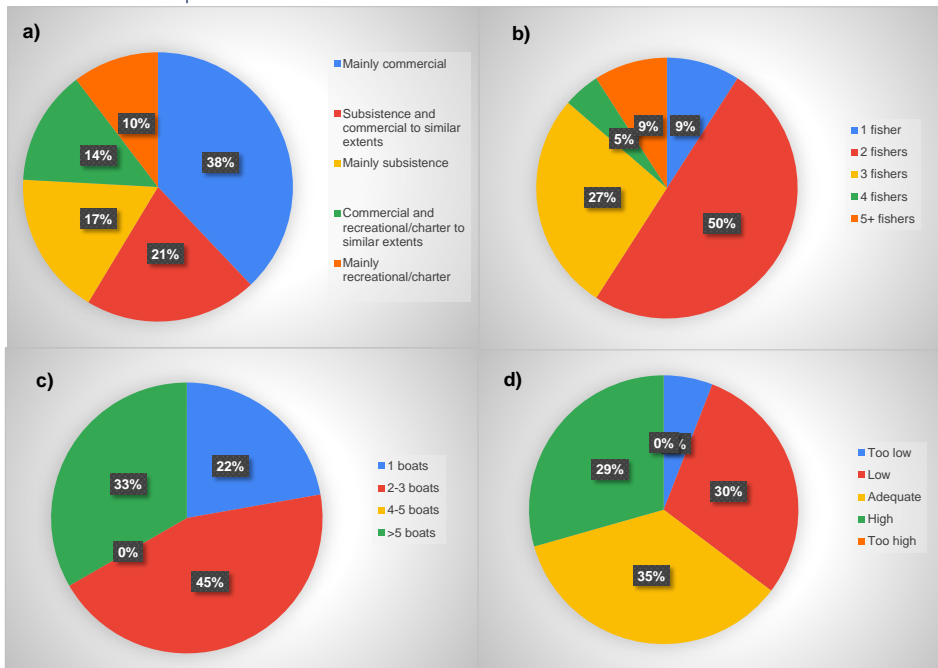 a)
10%
14%
38%
17%
21%
Mainly commercial
Subsistence and
commercial to similar
extents
Mainly subsistence
Commercial and
recreational/charter to
similar extents
Mainly
recreational/charter
b)
9%
9%
5%
27%
50%
1 fisher
2 fishers
3 fishers
4 fishers
5+ fishers
c)
22%
33%
0%
45%
1 boats
2-3 boats
4-5 boats
>5 boats
d)
0%
%
29%
30%
35%
Too low
Low
Adequate
High
Too high